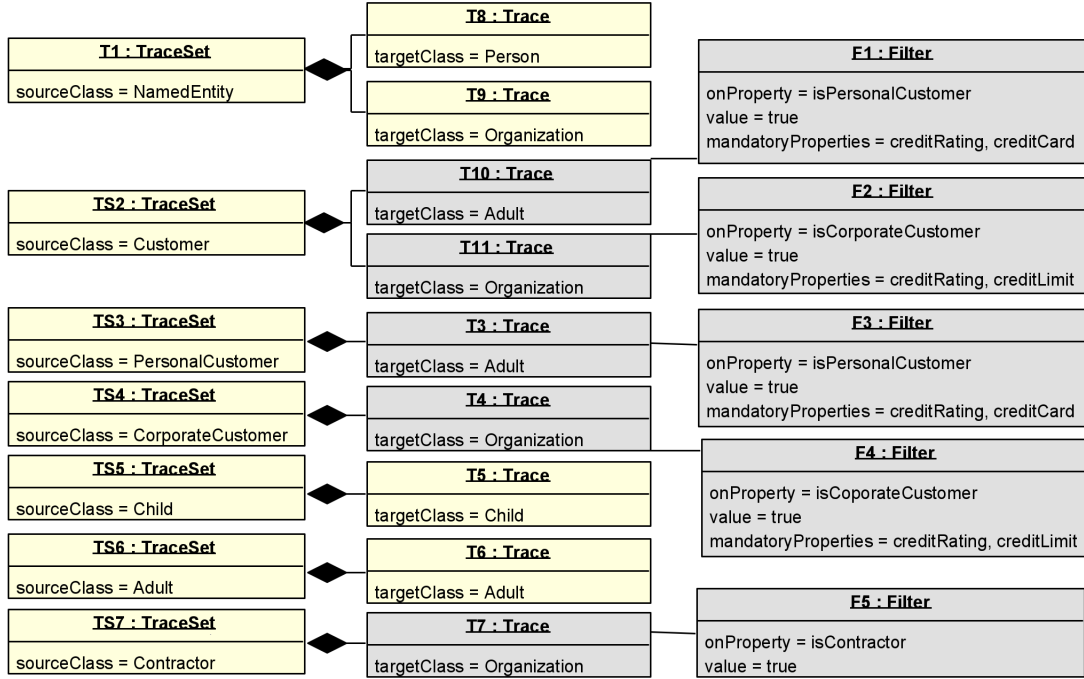 T1 : TraceSet
sourceClass = NamedEntity
T8 : Trace
targetClass = Person
T9 : Trace
targetClass = Organization
TS2 : TraceSet
sourceClass = Customer
T10 : Trace
targetClass = Adult
T11 : Trace
targetClass = Organization
F1 : Filter
onProperty = isPersonalCustomer
value = true
mandatoryProperties = creditRating, creditCard
F2 : Filter
onProperty = isCorporateCustomer
value = true
mandatoryProperties = creditRating, creditLimit
TS3 : TraceSet
sourceClass = PersonalCustomer
T3 : Trace
targetClass = Adult
F3 : Filter
onProperty = isPersonalCustomer
value = true
mandatoryProperties = creditRating, creditCard
TS4 : TraceSet
sourceClass = CorporateCustomer
T4 : Trace
targetClass = Organization
F4 : Filter
onProperty = isCoporateCustomer
value = true
mandatoryProperties = creditRating, creditLimit
TS5 : TraceSet
sourceClass = Child
T5 : Trace
targetClass = Child
TS6 : TraceSet
sourceClass = Adult
T6 : Trace
targetClass = Adult
TS7 : TraceSet
sourceClass = Contractor
T7 : Trace
targetClass = Organization
F5 : Filter
onProperty = isContractor
value = true